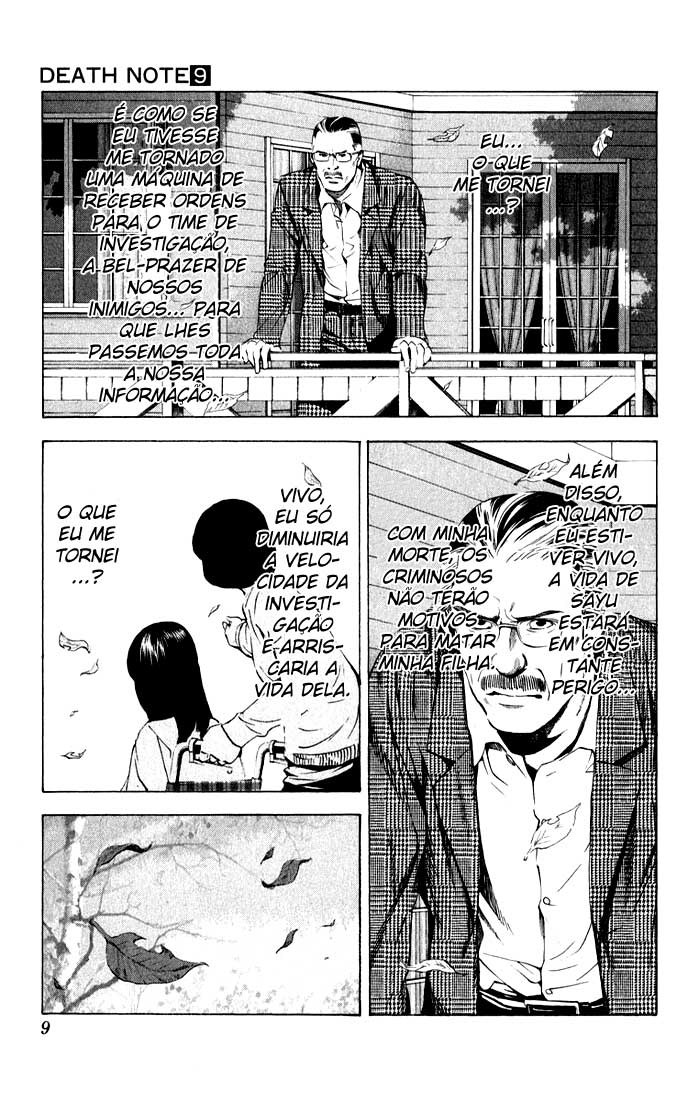 DEATH NOTE 9
EU...
O QUE
ME TORNEI
...?
É COMO SE
EU TIVESSE
ME TORNADO
UMA MÁQUINA DE
RECEBER ORDENS
PARA O TIME DE
INVESTIGAÇÃO,
A BEL-PRAZER DE
NOSSOS
INIMIGOS... PARA
QUE LHES
PASSEMOS TODA
A NOSSA
INFORMAÇÃO...
ALÉM
DISSO,
ENQUANTO
EU ESTI-
VER VIVO,
A VIDA DE
SAYU
ESTARÁ
EM CONS-
TANTE
PERIGO...
COM MINHA
MORTE, OS
CRIMINOSOS
NÃO TERÃO
MOTIVOS
PARA MATAR
MINHA FILHA.
VIVO,
EU SÓ
DIMINUIRIA
A VELO-
CIDADE DA
INVESTI-
GAÇÃO
E ARRIS-
CARIA A
VIDA DELA.
O QUE
EU ME
TORNEI
...?
9